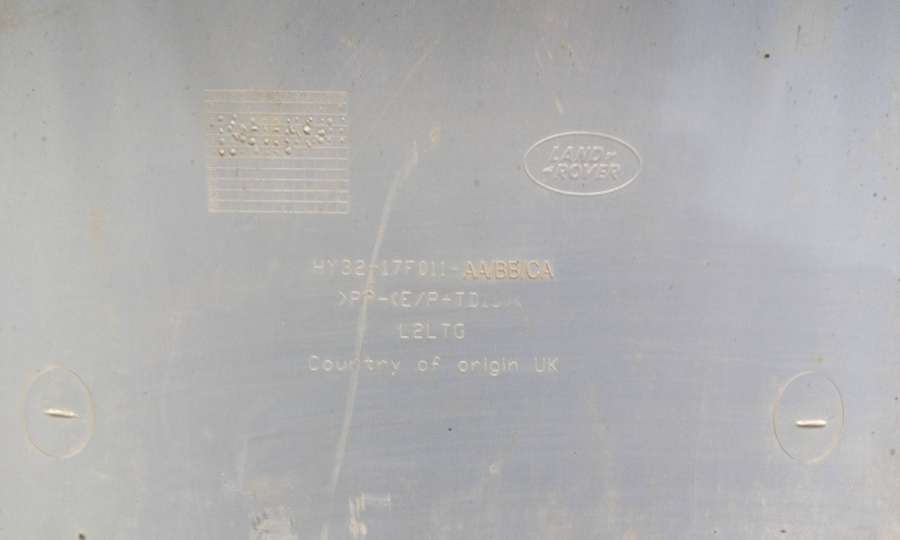 LAND-
-ROVER
HY32-17F011-AA/BB/CA
L2LTG
Country of origin UK